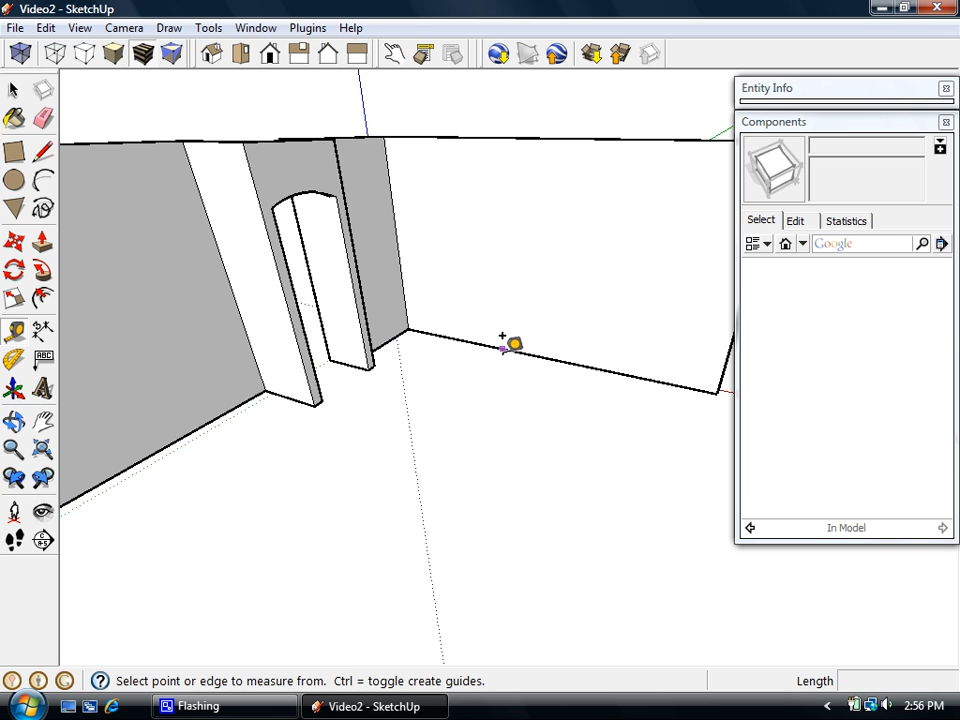 Video2 - SketchUp
File Edit View Camera Draw Tools Window Plugins Help
Entity Info
Components
Select Edit Statistics
Google
ABC
In Model
Select point or edge to measure from. Ctrl = toggle create guides.
Length
Flashing
Video2 - SketchUp
2:56 PM